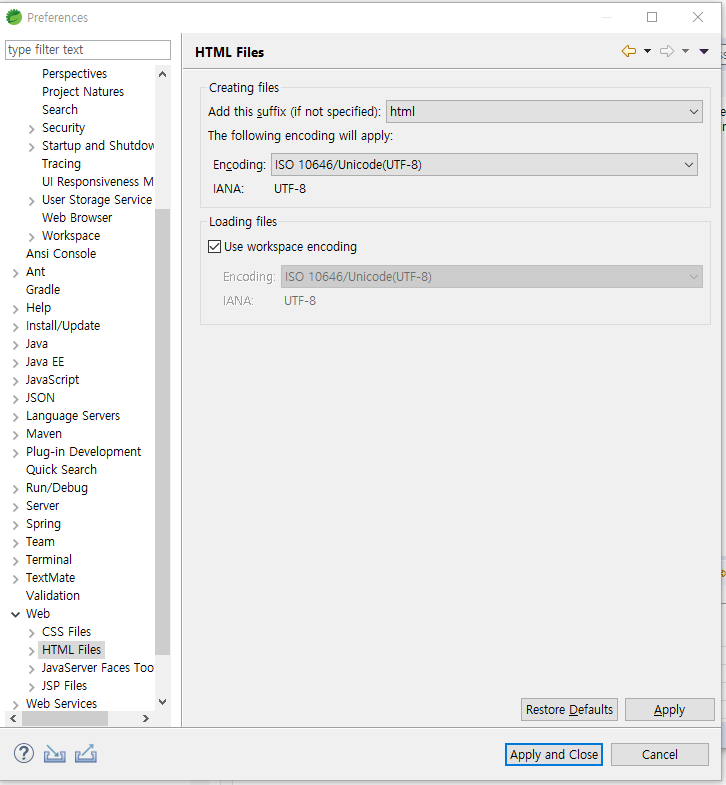 Preferences
type filter text
Perspectives
Project Natures
Search
Security
Startup and Shutdow
Tracing
UI Responsiveness M
User Storage Service
Web Browser
Workspace
Ansi Console
Ant
Gradle
Help
Install/Update
Java
Java EE
JavaScript
JSON
Language Servers
Maven
Plug-in Development
Quick Search
Run/Debug
Server
Spring
Team
Terminal
TextMate
Validation
Web
CSS Files
HTML Files
JavaServer Faces Too
JSP Files
Web Services
HTML Files
Creating files
Add this suffix (if not specified): html
The following encoding will apply:
Encoding: ISO 10646/Unicode(UTF-8)
IANA: UTF-8
Loading files
Use workspace encoding
Encoding: ISO 10646/Unicode(UTF-8)
IANA: UTF-8
Restore Defaults Apply
Apply and Close Cancel